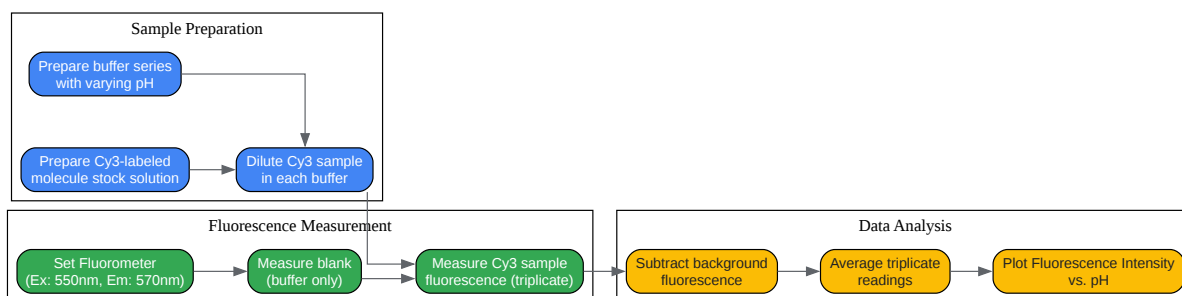 Sample Preparation
Prepare buffer series
with varying pH
Prepare Cy3-labeled
molecule stock solution
Dilute Cy3 sample
in each buffer
Fluorescence Measurement
Set Fluorometer
(Ex: 550nm, Em: 570nm)
Measure blank
(buffer only)
Measure Cy3 sample
fluorescence (triplicate)
Data Analysis
Subtract background
fluorescence
Average triplicate
readings
Plot Fluorescence Intensity
vs. pH